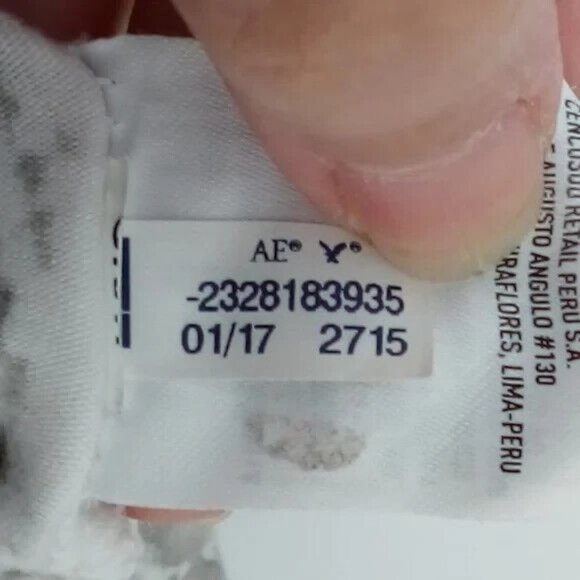 AE®
-2328183935
01/17 2715
CENCOSUD RETAIL PERU S.A.
AUGUSTO ANGULO #130
MIRAFLORES, LIMA-PERU